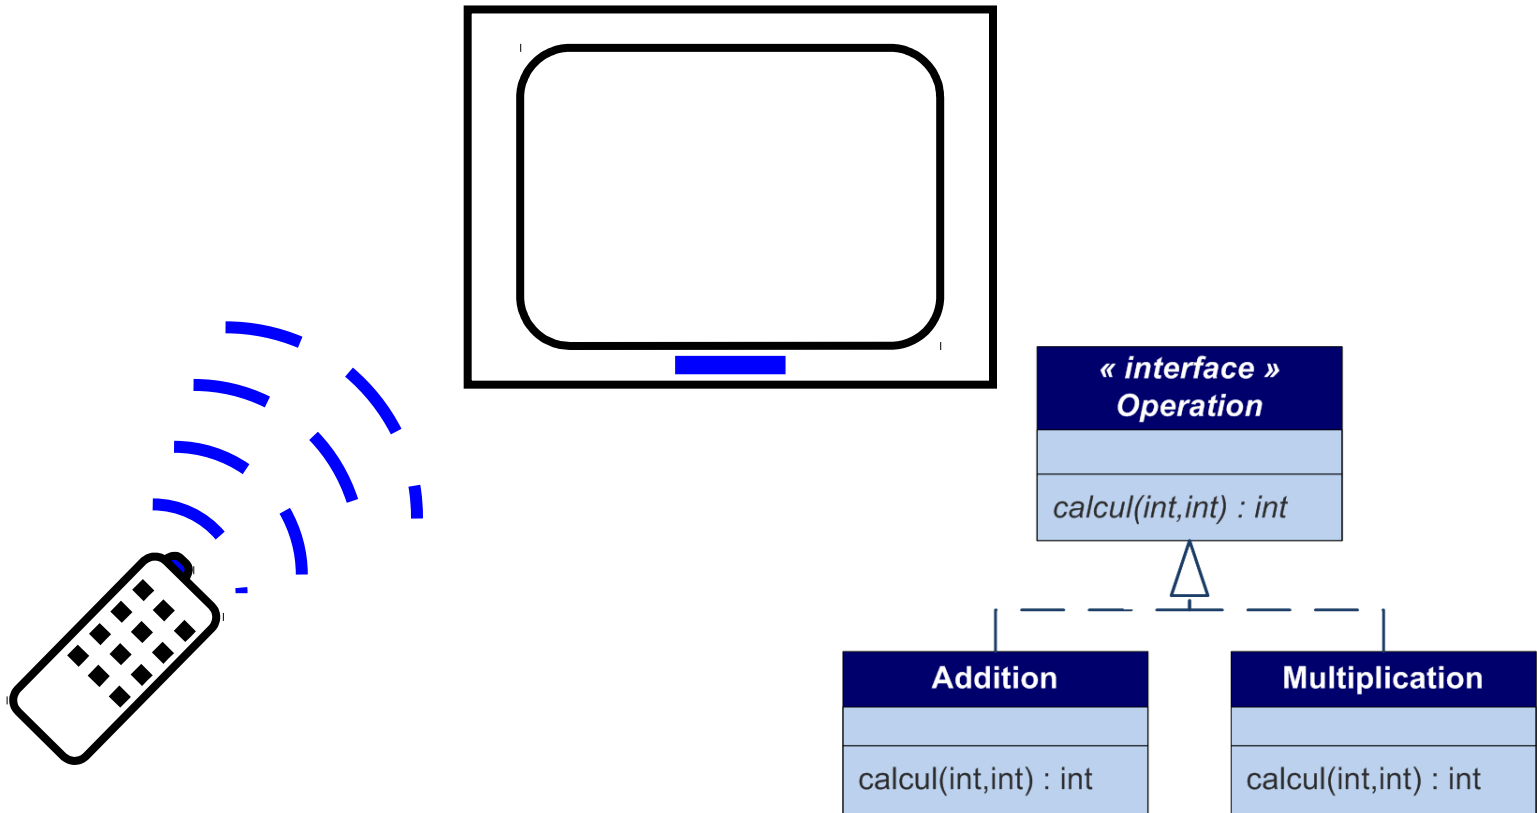 « interface »
Operation
calcul(int,int) : int
Addition
calcul(int,int) : int
Multiplication
calcul(int,int) : int